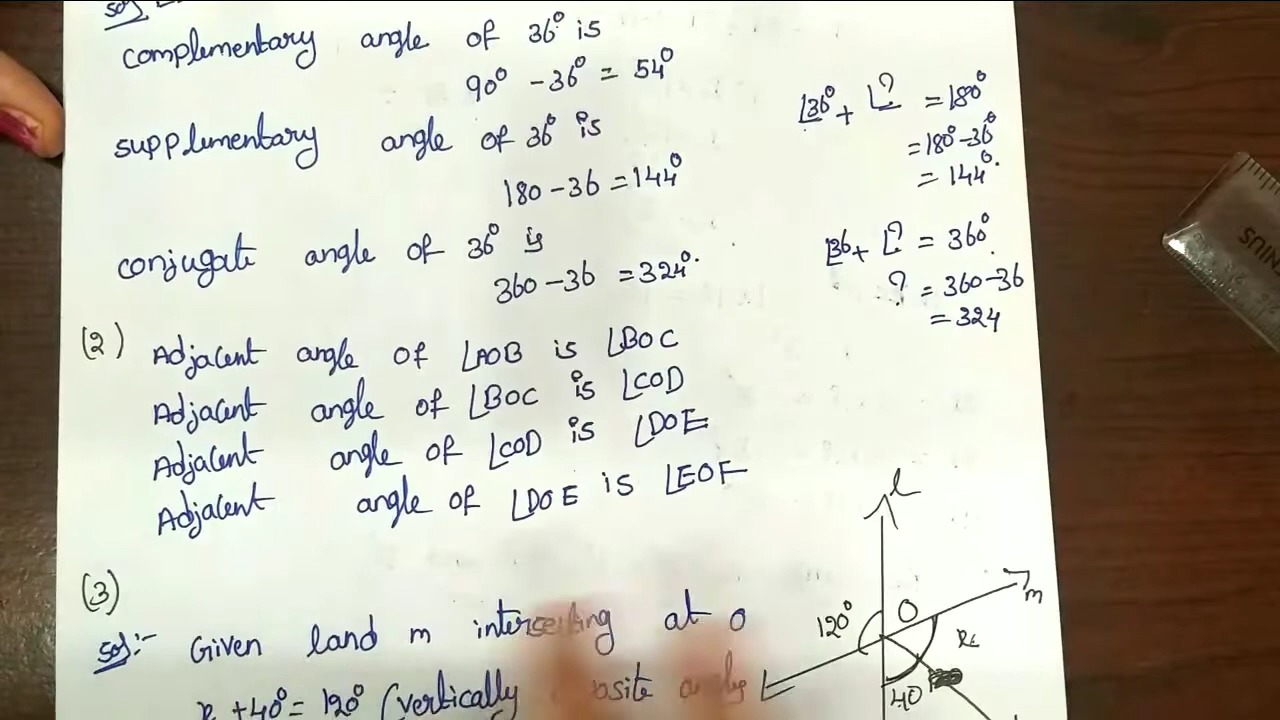 sol
complementary angle of 36° is
90° - 36° = 54°
supplementary angle of 36° is
180 - 36 = 144°
conjugate angle of 36° is
360 - 36 = 324°.
∠36° + ∠? = 180°
= 180° - 36°
= 144°.
∠36 + ∠? = 360°.
? = 360 - 36
= 324
(2) Adjacent angle of ∠AOB is ∠BOC
Adjacent angle of ∠BOC is ∠COD
Adjacent angle of ∠COD is ∠DOE
Adjacent angle of ∠DOE is ∠EOF
(3)
sol:- Given l and m intersecting at O
+40° = 120° (vertically
l
m
120°
O
40